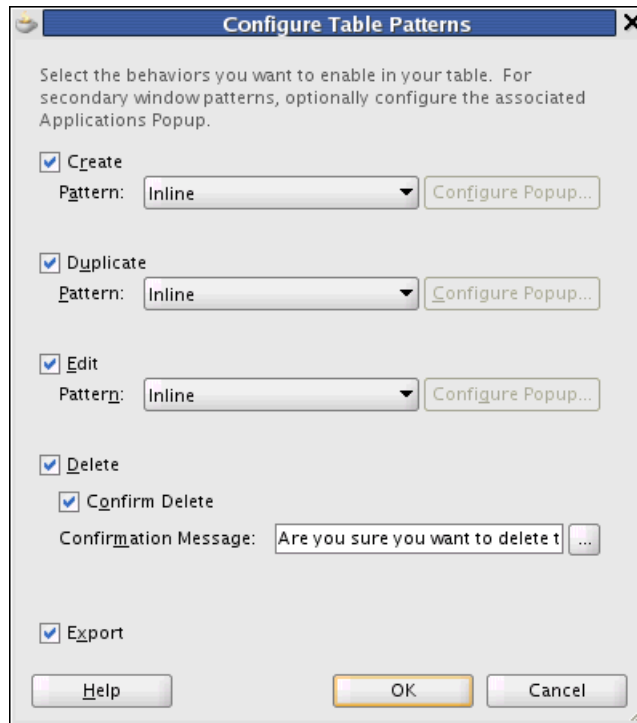 Configure Table Patterns
Select the behaviors you want to enable in your table. For
secondary window patterns, optionally configure the associated
Applications Popup.
Create
Pattern: Inline Configure Popup...
Duplicate
Pattern: Inline Configure Popup...
Edit
Pattern: Inline Configure Popup...
Delete
Confirm Delete
Confirmation Message: Are you sure you want to delete t ...
Export
Help OK Cancel